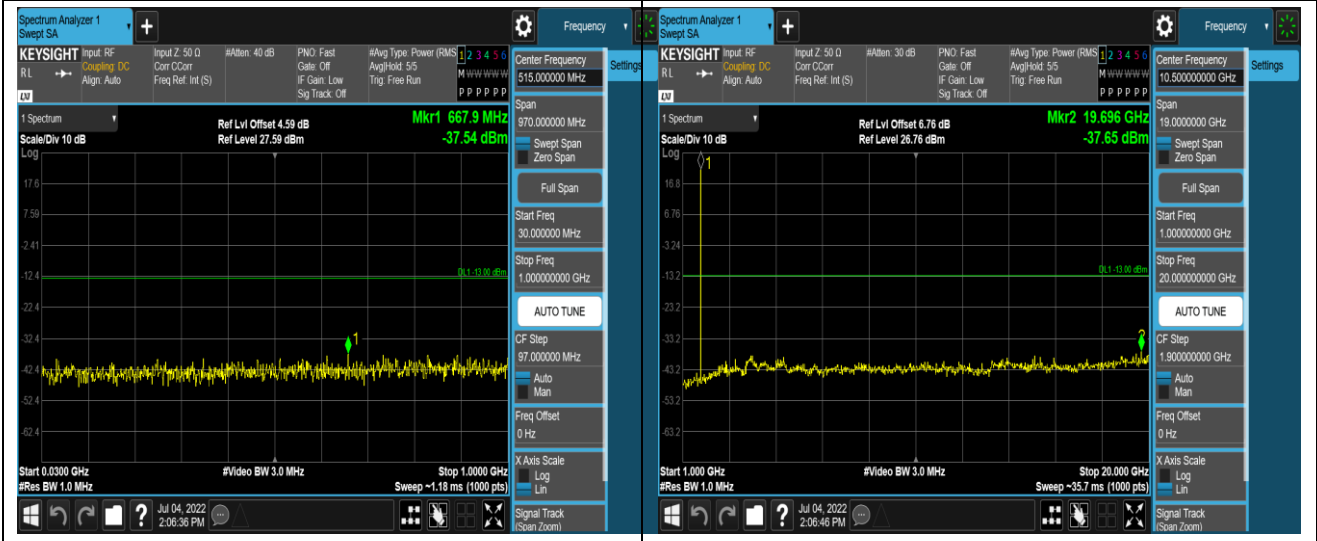 Spectrum Analyzer 1
Swept SA
Frequency
KEYSIGHT
Input: RF
Coupling: DC
Align: Auto
Input Z: 50 Ω
Corr CCorr
Freq Ref: Int (S)
#Atten: 40 dB
PNO: Fast
Gate: Off
IF Gain: Low
Sig Track: Off
#Avg Type: Power (RMS
Avg|Hold: 5/5
Trig: Free Run
1 2 3 4 5 6
M W W W W W
P P P P P P
R L
LXI
Center Frequency
515.000000 MHz
Settings
1 Spectrum
Scale/Div 10 dB
Ref Lvl Offset 4.59 dB
Ref Level 27.59 dBm
Mkr1 667.9 MHz
-37.54 dBm
Span
970.000000 MHz
Swept Span
Zero Span
Full Span
Start Freq
30.000000 MHz
Stop Freq
1.000000000 GHz
AUTO TUNE
CF Step
97.000000 MHz
Auto
Man
Freq Offset
0 Hz
X Axis Scale
Log
Lin
Signal Track
(Span Zoom)
Log
17.6
7.59
-2.41
-12.4
DL1 -13.00 dBm
-22.4
-32.4
1
-42.4
-52.4
-62.4
Start 0.0300 GHz
#Video BW 3.0 MHz
Stop 1.0000 GHz
#Res BW 1.0 MHz
Sweep ~1.18 ms (1000 pts)
?
Jul 04, 2022
2:06:36 PM
Spectrum Analyzer 1
Swept SA
Frequency
KEYSIGHT
Input: RF
Coupling: DC
Align: Auto
Input Z: 50 Ω
Corr CCorr
Freq Ref: Int (S)
#Atten: 30 dB
PNO: Fast
Gate: Off
IF Gain: Low
Sig Track: Off
#Avg Type: Power (RMS
Avg|Hold: 5/5
Trig: Free Run
1 2 3 4 5 6
M W W W W W
P P P P P P
R L
LXI
Center Frequency
10.500000000 GHz
Settings
1 Spectrum
Scale/Div 10 dB
Ref Lvl Offset 6.76 dB
Ref Level 26.76 dBm
Mkr2 19.696 GHz
-37.65 dBm
Span
19.0000000 GHz
Swept Span
Zero Span
Full Span
Start Freq
1.000000000 GHz
Stop Freq
20.000000000 GHz
AUTO TUNE
CF Step
1.900000000 GHz
Auto
Man
Freq Offset
0 Hz
X Axis Scale
Log
Lin
Signal Track
(Span Zoom)
Log
1
16.8
6.76
-3.24
-13.2
DL1 -13.00 dBm
-23.2
-33.2
2
-43.2
-53.2
-63.2
Start 1.000 GHz
#Video BW 3.0 MHz
Stop 20.000 GHz
#Res BW 1.0 MHz
Sweep ~35.7 ms (1000 pts)
?
Jul 04, 2022
2:06:46 PM